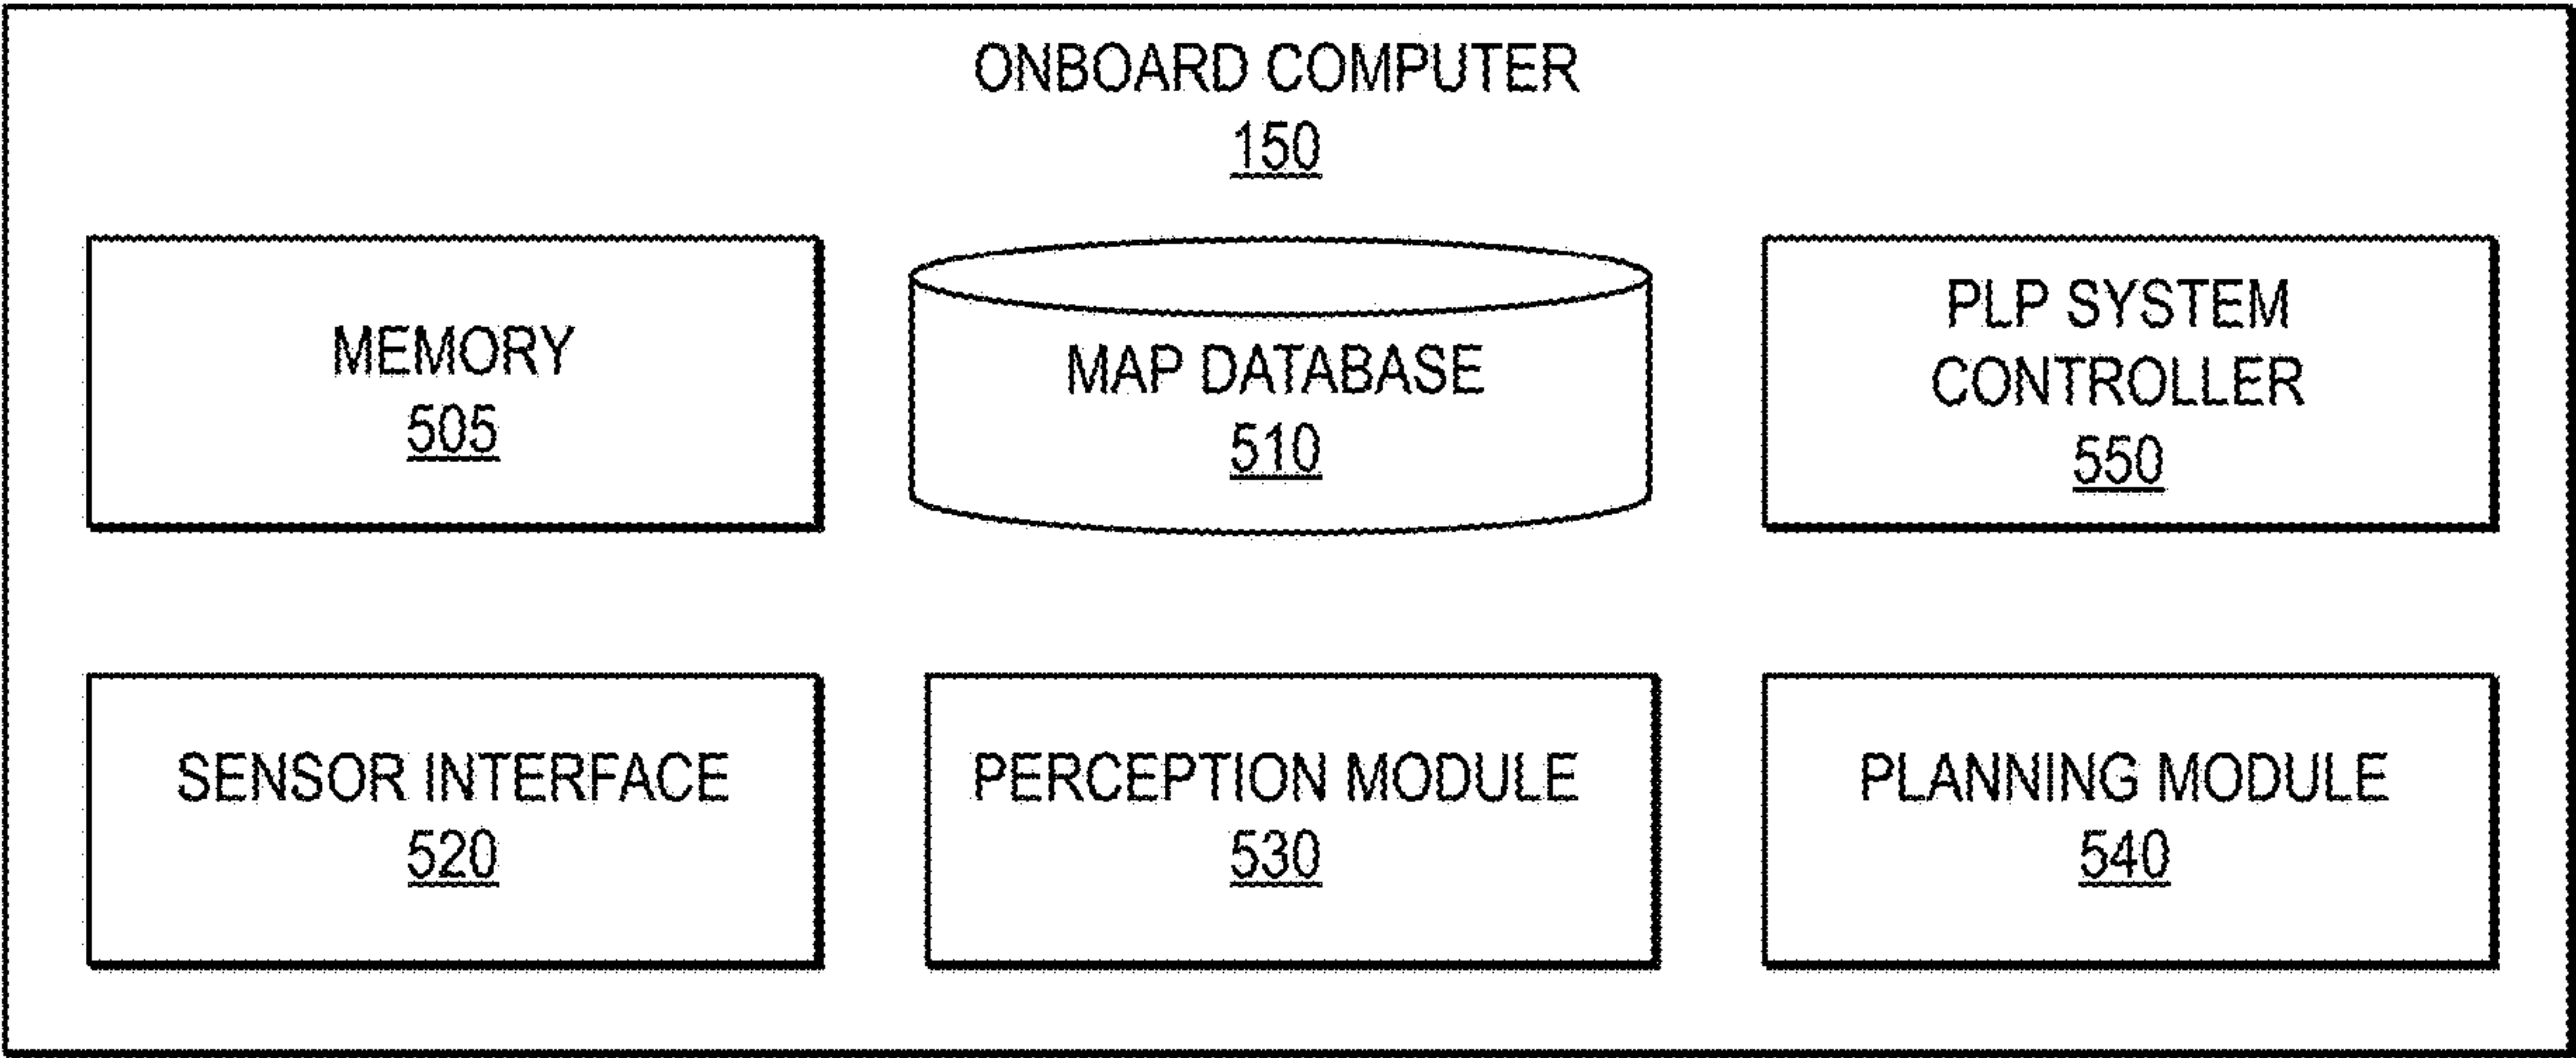 ONBOARD COMPUTER
150
MEMORY
505
MAP DATABASE
510
PLP SYSTEM
CONTROLLER
550
SENSOR INTERFACE
520
PERCEPTION MODULE
530
PLANNING MODULE
540